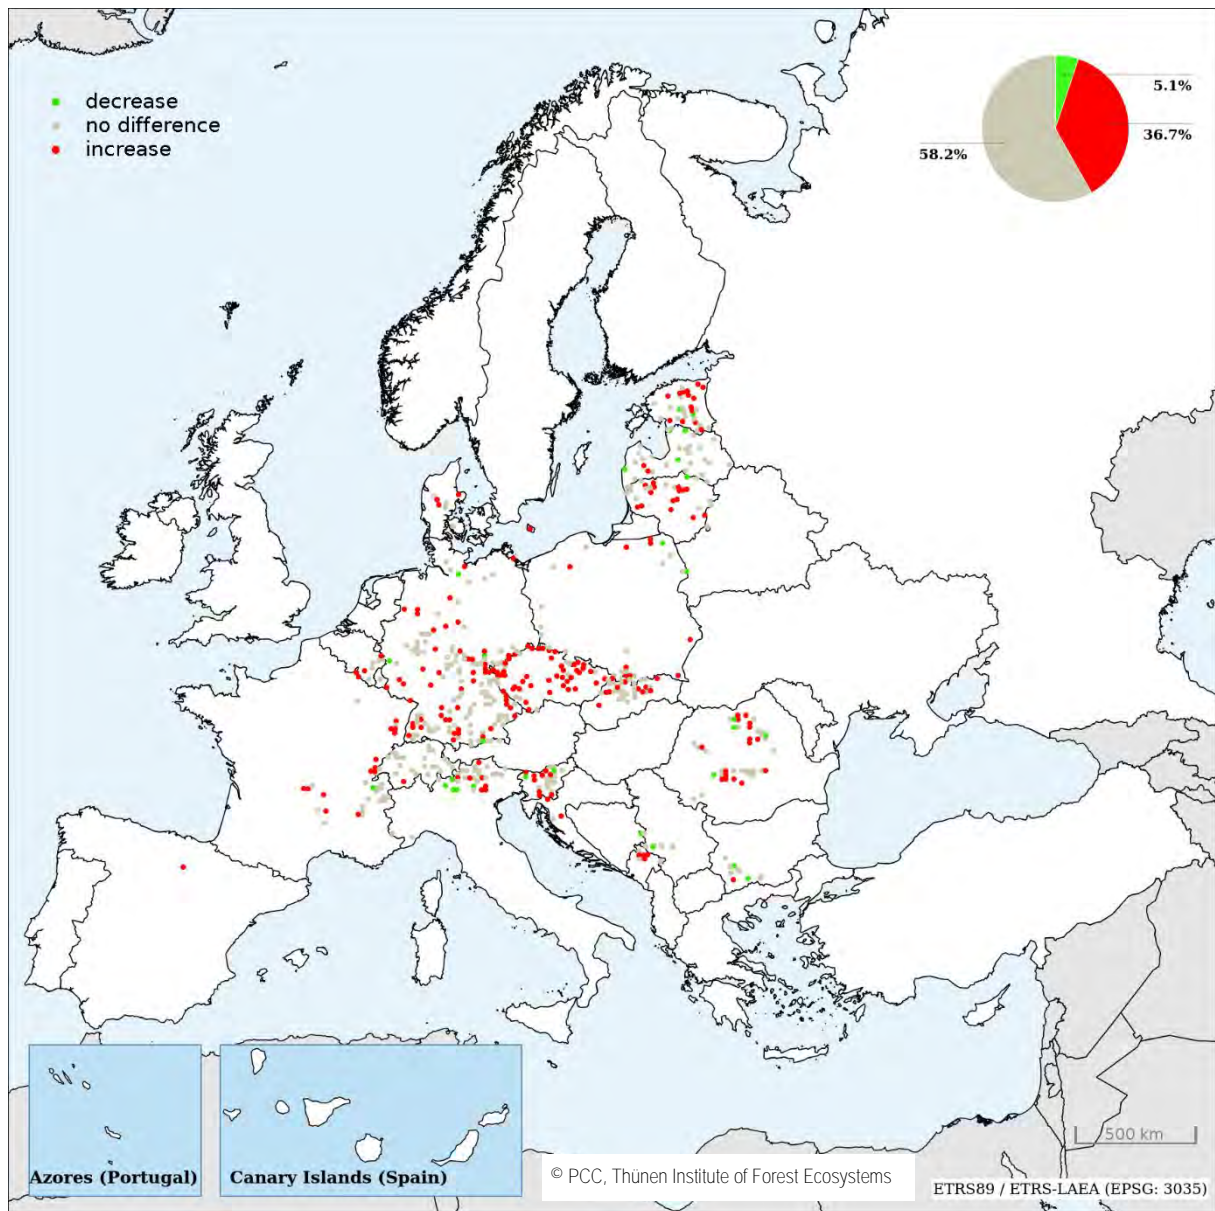 decrease
no difference
increase
5.1%
36.7%
58.2%
500 km
Azores (Portugal)
Canary Islands (Spain)
© PCC, Thünen Institute of Forest Ecosystems
ETRS89 / ETRS-LAEA (EPSG: 3035)